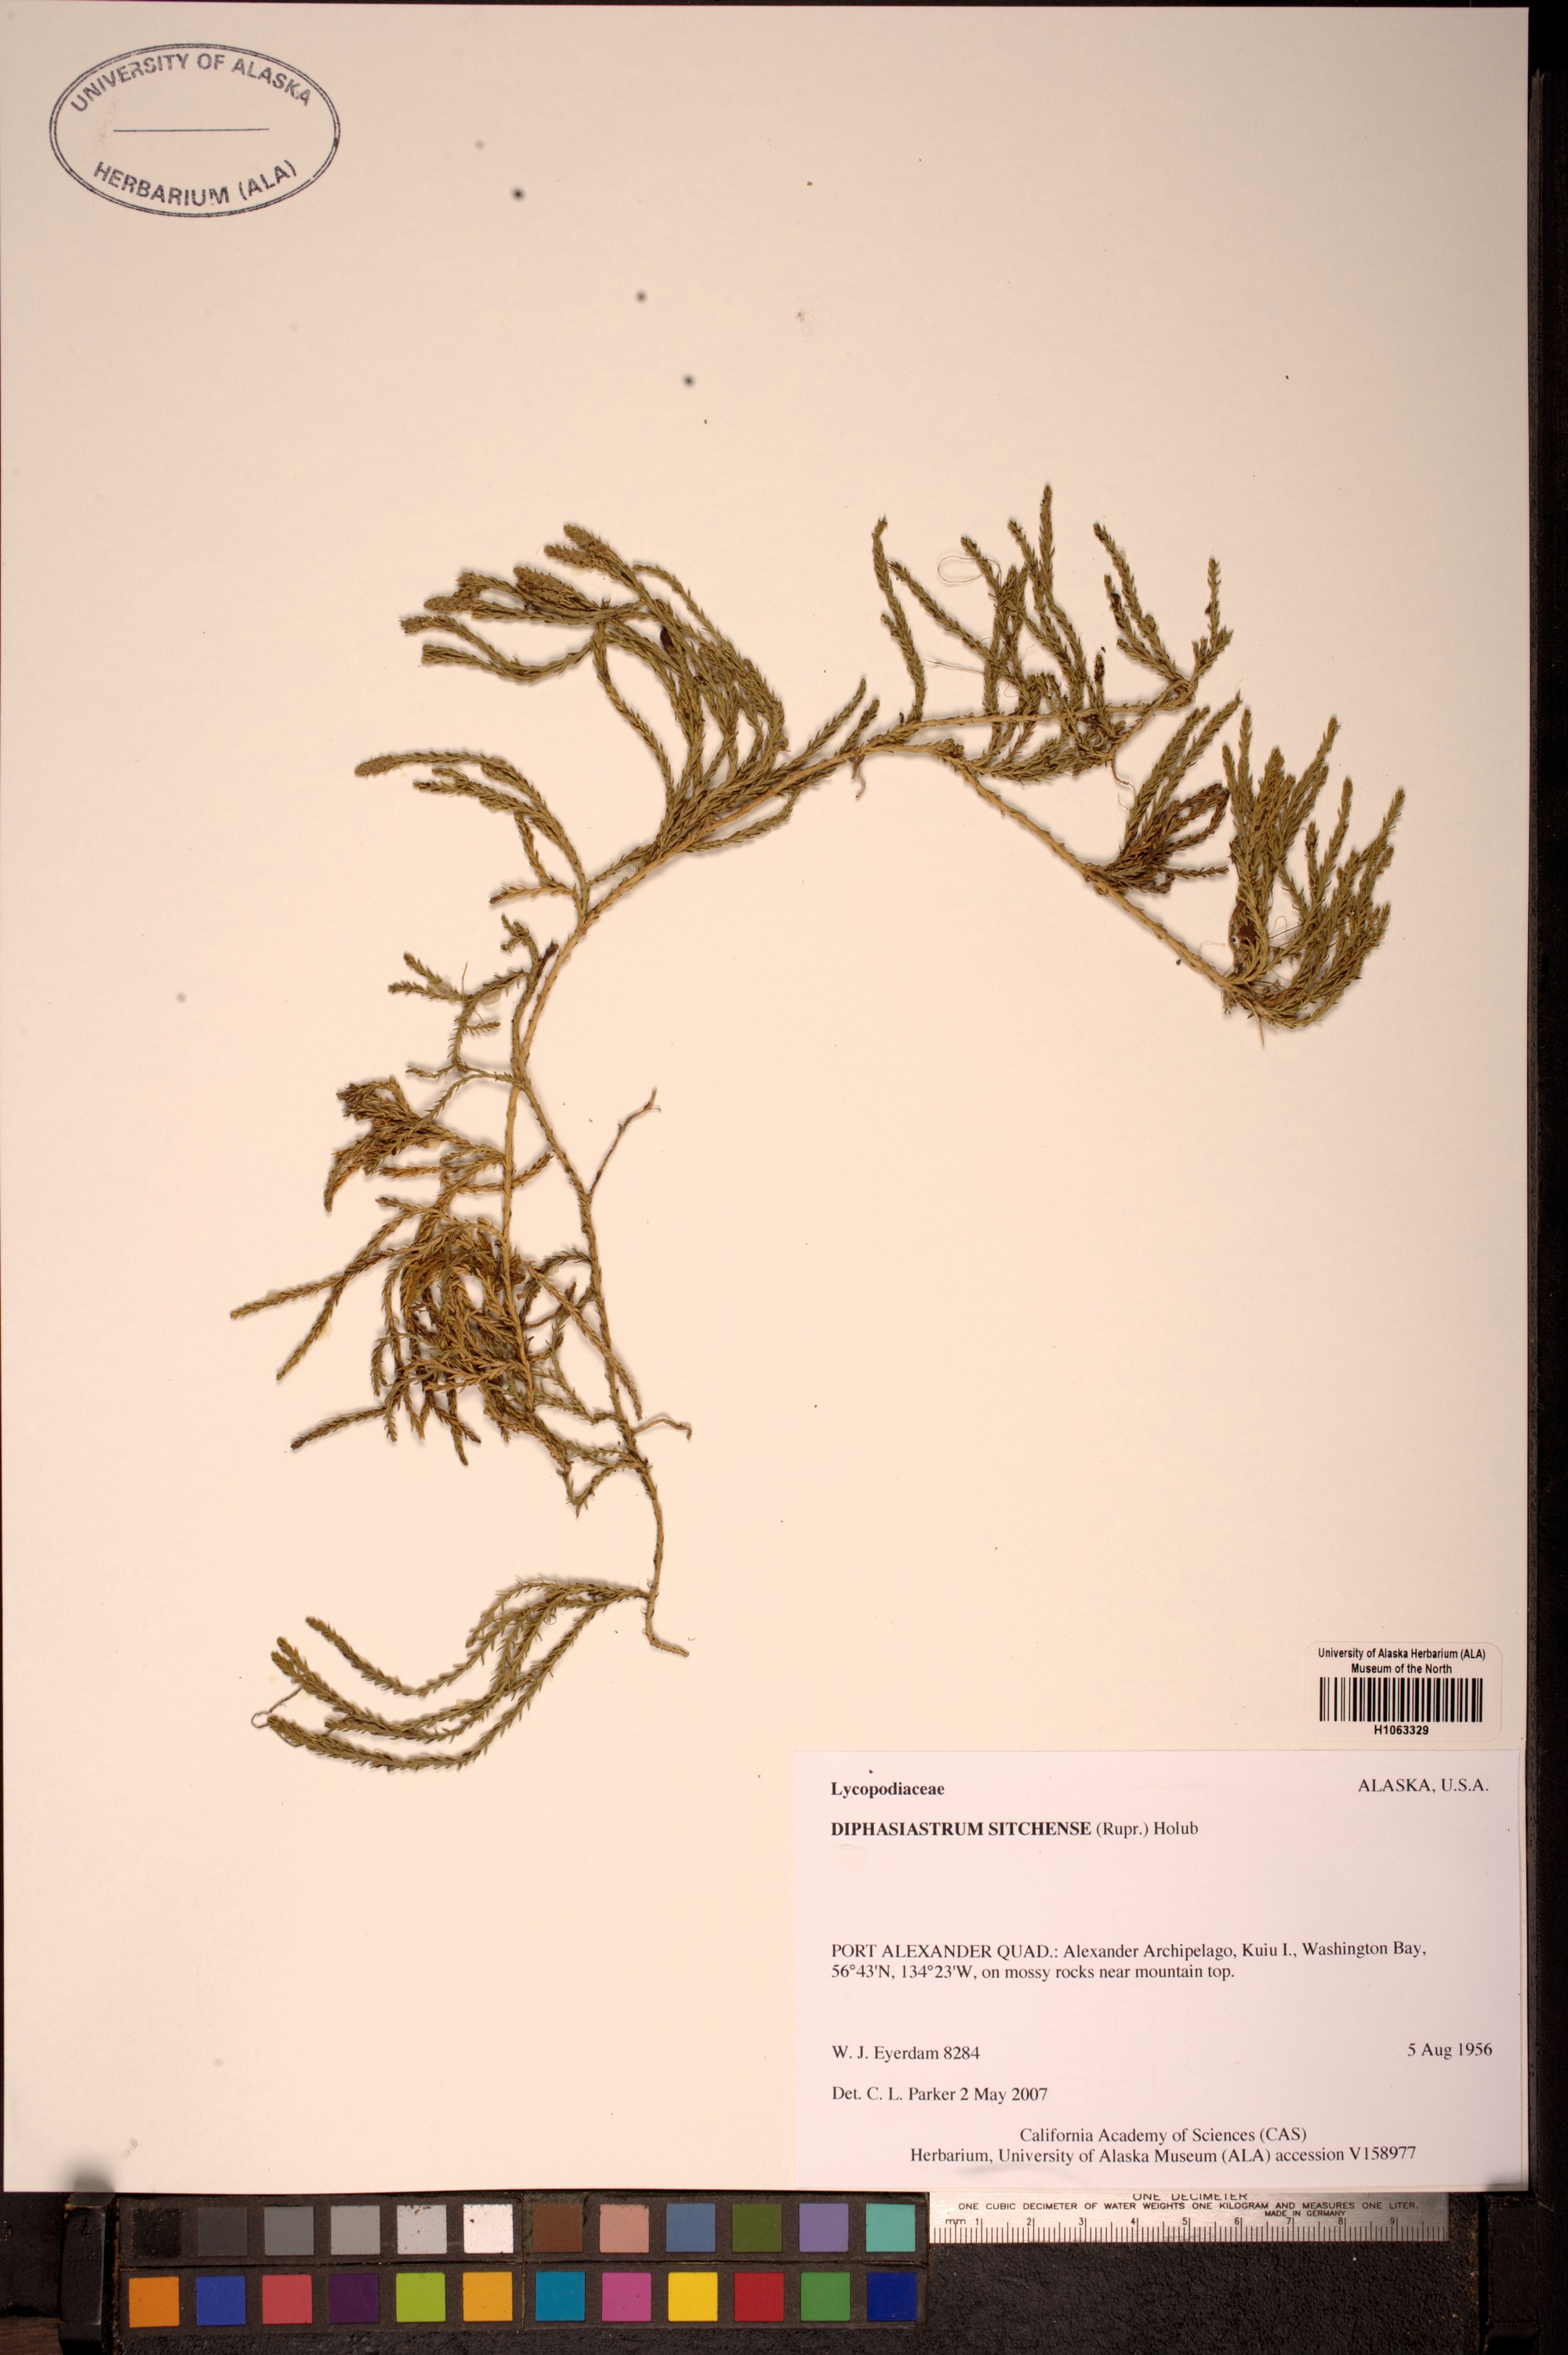 UNIVERSITY OF ALASKA
HERBARIUM (ALA)
University of Alaska Herbarium (ALA)
Museum of the North
H1063329
Lycopodiaceae ALASKA, U.S.A.
DIPHASIASTRUM SITCHENSE (Rupr.) Holub
PORT ALEXANDER QUAD.: Alexander Archipelago, Kuiu I., Washington Bay,
56°43'N, 134°23'W, on mossy rocks near mountain top.
W. J. Eyerdam 8284 5 Aug 1956
Det. C. L. Parker 2 May 2007
California Academy of Sciences (CAS)
Herbarium, University of Alaska Museum (ALA) accession V158977
ONE DECIMETER
ONE CUBIC DECIMETER OF WATER WEIGHTS ONE KILOGRAM AND MEASURES ONE LITER.
MADE IN GERMANY
mm 1 2 3 4 5 6 7 8 9